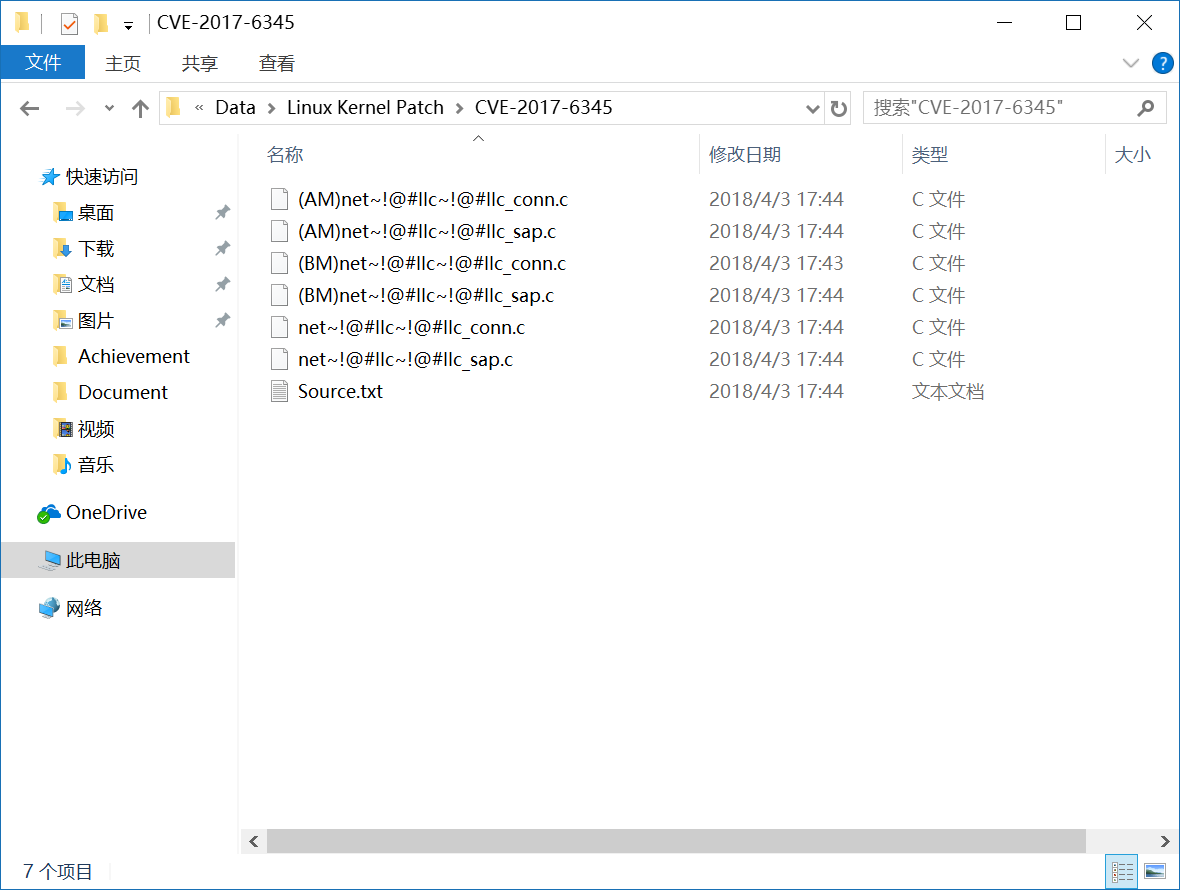 CVE-2017-6345
文件 主页 共享 查看
« Data > Linux Kernel Patch > CVE-2017-6345 搜索"CVE-2017-6345"
名称 修改日期 类型 大小
快速访问
桌面
下载
文档
图片
Achievement
Document
视频
音乐
OneDrive
此电脑
网络
(AM)net~!@#llc~!@#llc_conn.c 2018/4/3 17:44 C 文件
(AM)net~!@#llc~!@#llc_sap.c 2018/4/3 17:44 C 文件
(BM)net~!@#llc~!@#llc_conn.c 2018/4/3 17:43 C 文件
(BM)net~!@#llc~!@#llc_sap.c 2018/4/3 17:44 C 文件
net~!@#llc~!@#llc_conn.c 2018/4/3 17:44 C 文件
net~!@#llc~!@#llc_sap.c 2018/4/3 17:44 C 文件
Source.txt 2018/4/3 17:44 文本文档
7 个项目